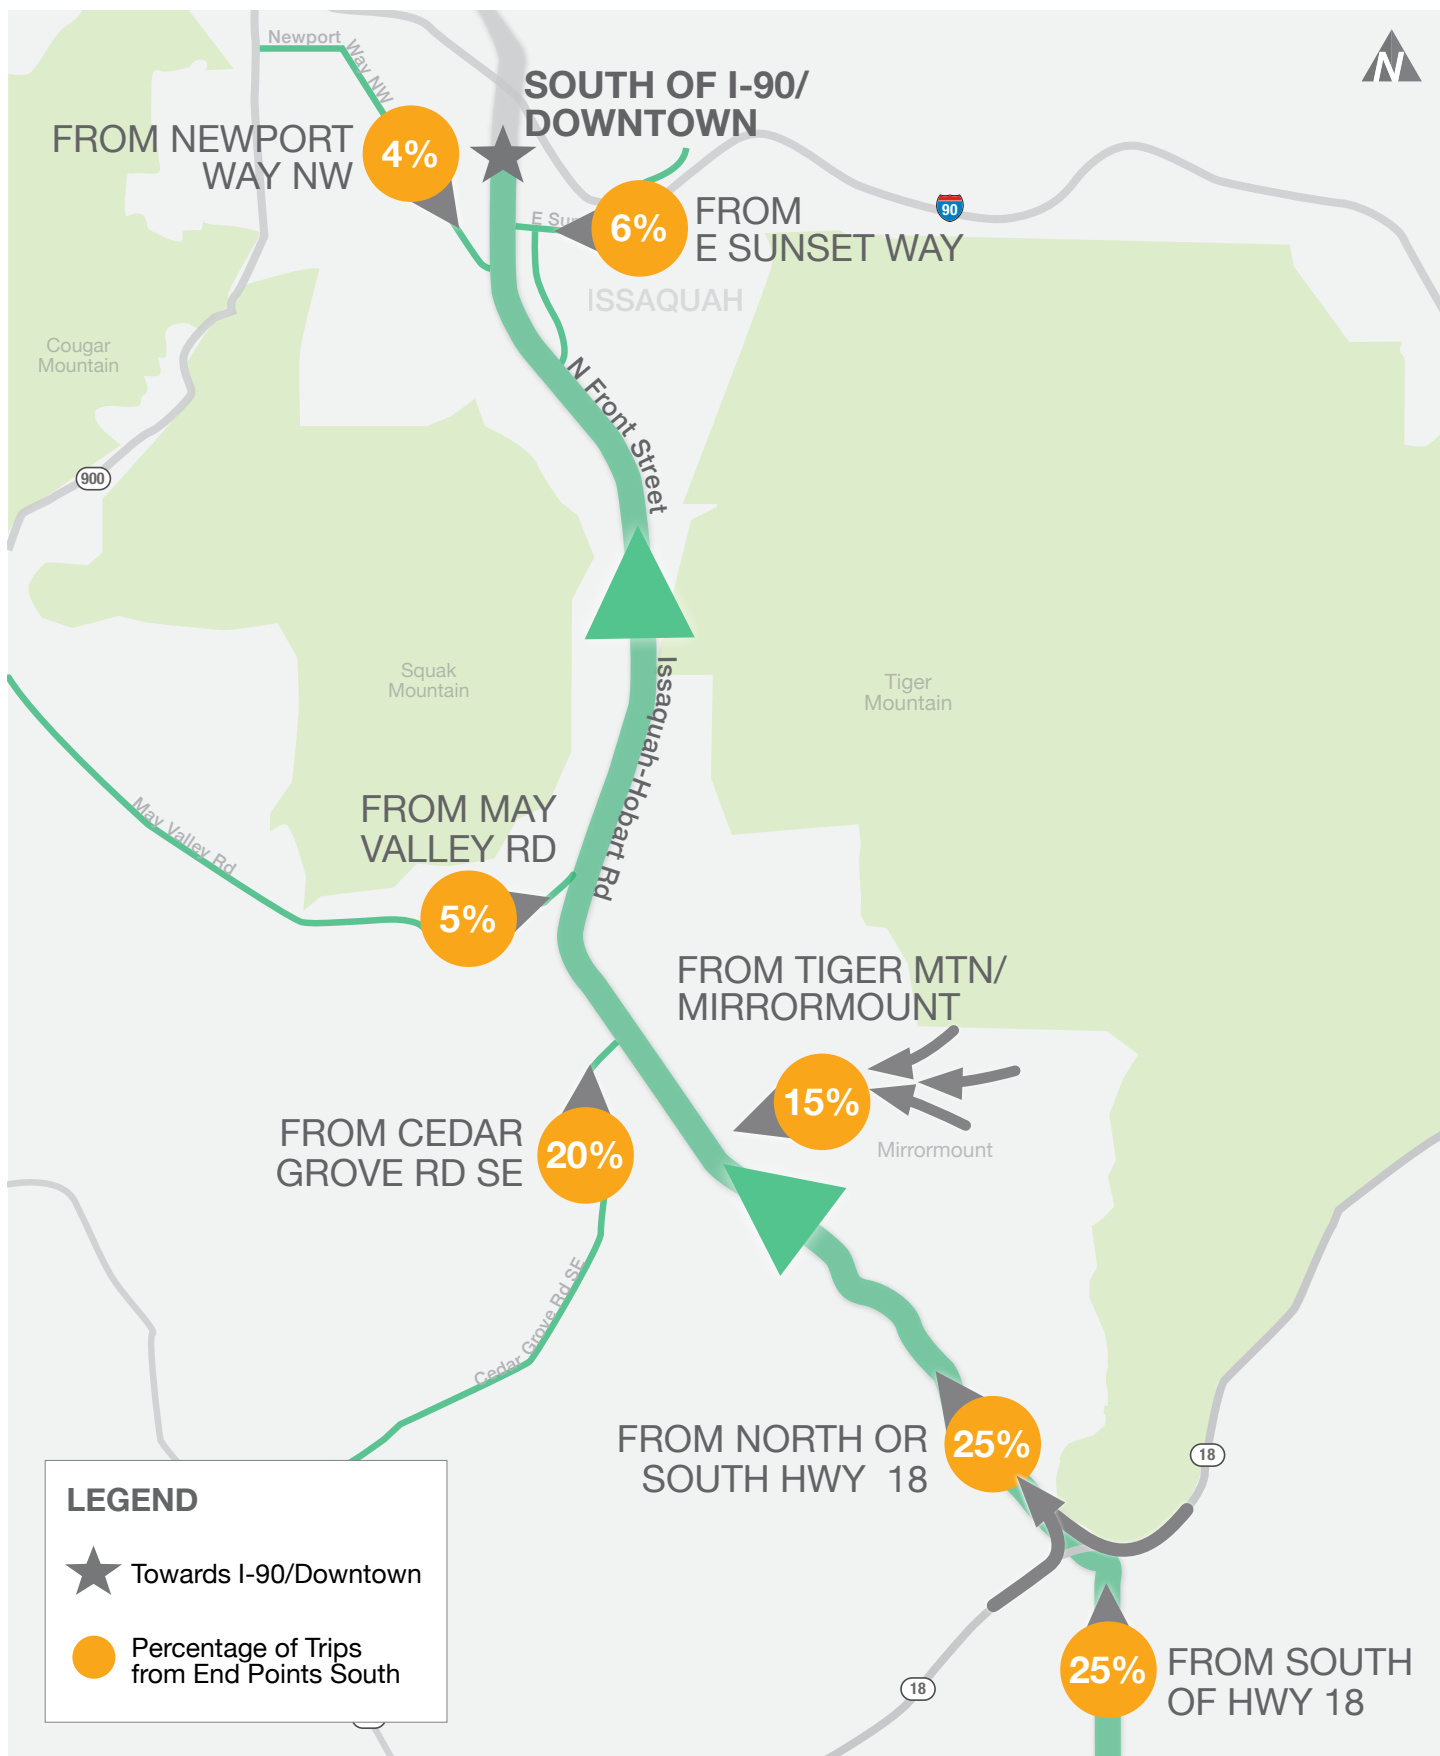 Newport
Way NW
N
SOUTH OF I-90/
DOWNTOWN
FROM NEWPORT
WAY NW
4%
E Su
6%
FROM
E SUNSET WAY
90
ISSAQUAH
Cougar
Mountain
N Front Street
900
Squak
Mountain
Tiger
Mountain
Issaquah-Hobart Rd
May Valley Rd
FROM MAY
VALLEY RD
5%
FROM TIGER MTN/
MIRRORMOUNT
15%
Mirrormount
FROM CEDAR
GROVE RD SE
20%
Cedar Grove Rd SE
FROM NORTH OR
SOUTH HWY 18
25%
18
LEGEND
Towards I-90/Downtown
Percentage of Trips
from End Points South
18
25%
FROM SOUTH
OF HWY 18